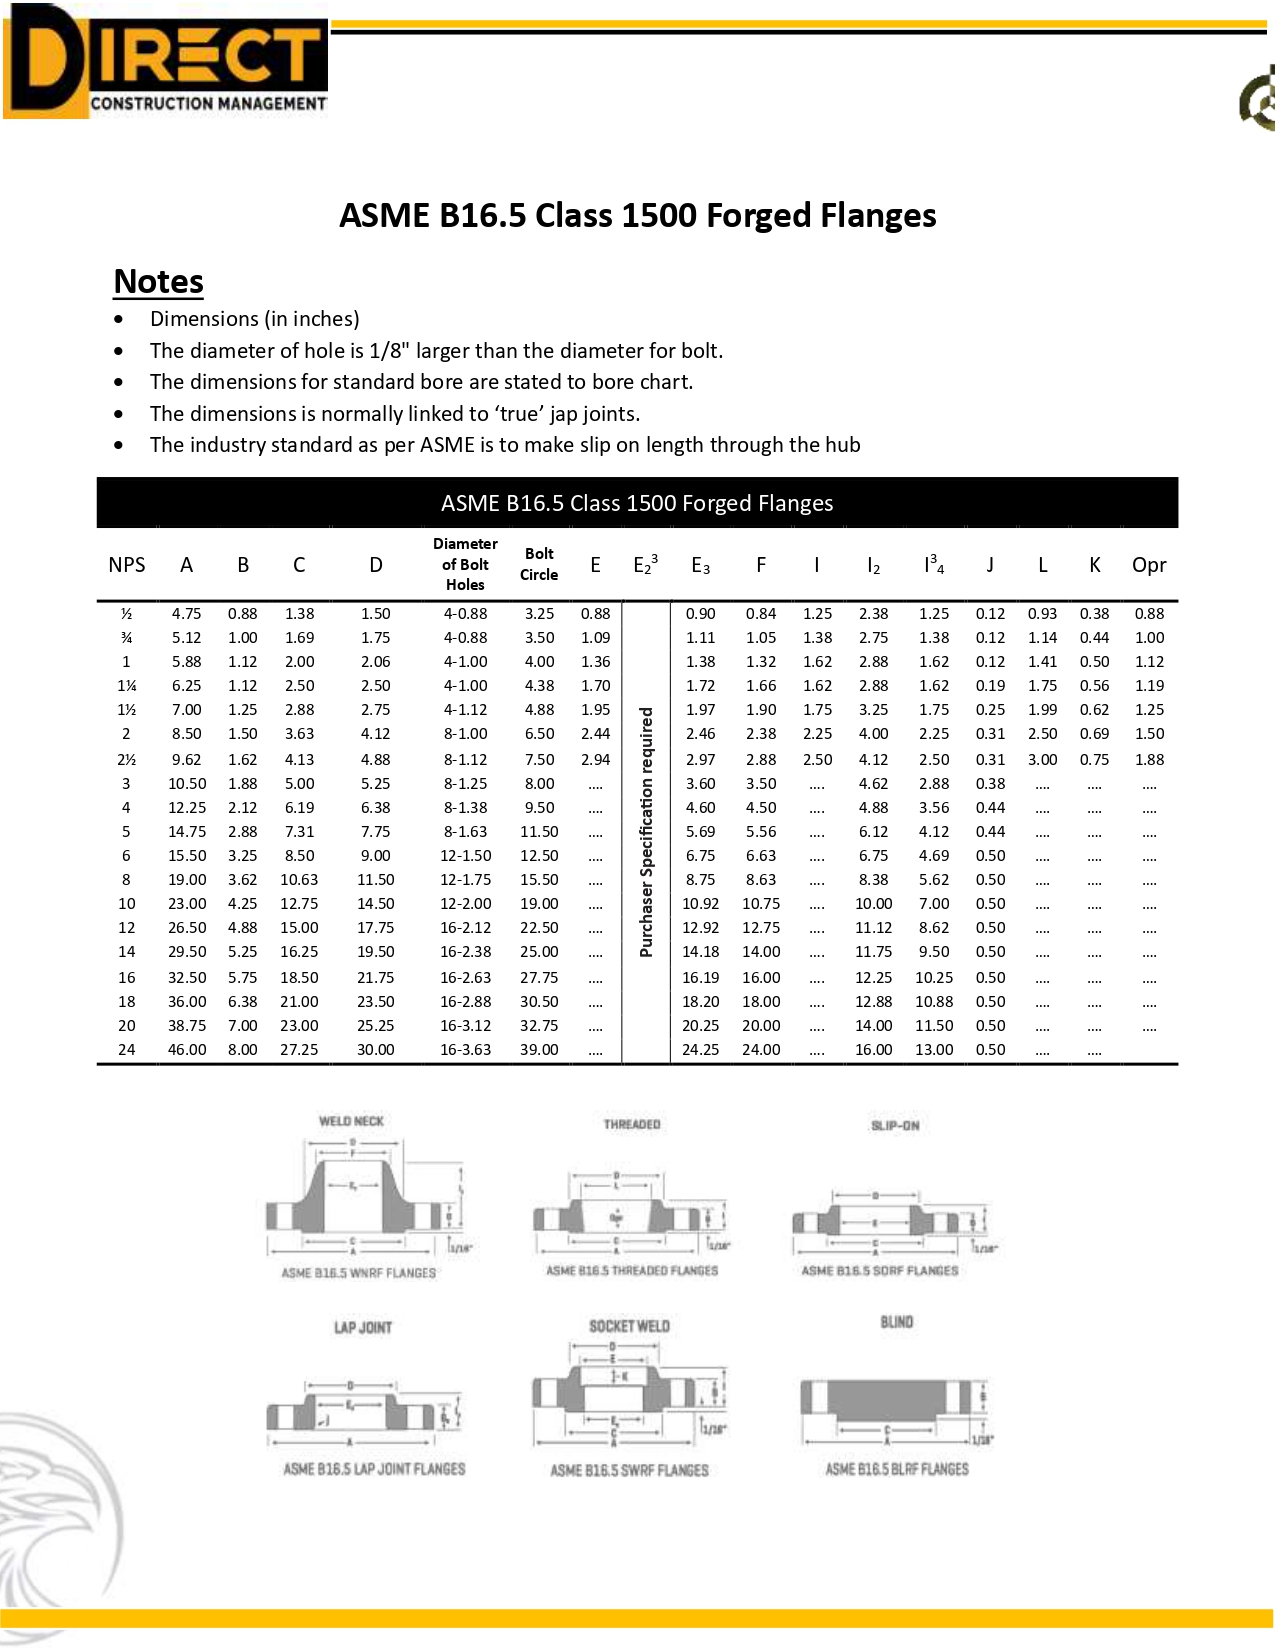 DIRECT
CONSTRUCTION MANAGEMENT
ASME B16.5 Class 1500 Forged Flanges
Notes
• Dimensions (in inches)
• The diameter of hole is 1/8" larger than the diameter for bolt.
• The dimensions for standard bore are stated to bore chart.
• The dimensions is normally linked to ‘true’ jap joints.
• The industry standard as per ASME is to make slip on length through the hub
ASME B16.5 Class 1500 Forged Flanges
NPS A B C D Diameter of Bolt Holes Bolt Circle E E₂³ E₃ F I I₂ I³₄ J L K Opr
½ 4.75 0.88 1.38 1.50 4-0.88 3.25 0.88 0.90 0.84 1.25 2.38 1.25 0.12 0.93 0.38 0.88
¾ 5.12 1.00 1.69 1.75 4-0.88 3.50 1.09 1.11 1.05 1.38 2.75 1.38 0.12 1.14 0.44 1.00
1 5.88 1.12 2.00 2.06 4-1.00 4.00 1.36 1.38 1.32 1.62 2.88 1.62 0.12 1.41 0.50 1.12
1¼ 6.25 1.12 2.50 2.50 4-1.00 4.38 1.70 1.72 1.66 1.62 2.88 1.62 0.19 1.75 0.56 1.19
1½ 7.00 1.25 2.88 2.75 4-1.12 4.88 1.95 1.97 1.90 1.75 3.25 1.75 0.25 1.99 0.62 1.25
2 8.50 1.50 3.63 4.12 8-1.00 6.50 2.44 2.46 2.38 2.25 4.00 2.25 0.31 2.50 0.69 1.50
2½ 9.62 1.62 4.13 4.88 8-1.12 7.50 2.94 2.97 2.88 2.50 4.12 2.50 0.31 3.00 0.75 1.88
3 10.50 1.88 5.00 5.25 8-1.25 8.00 .... 3.60 3.50 .... 4.62 2.88 0.38 .... .... ....
4 12.25 2.12 6.19 6.38 8-1.38 9.50 .... 4.60 4.50 .... 4.88 3.56 0.44 .... .... ....
5 14.75 2.88 7.31 7.75 8-1.63 11.50 .... 5.69 5.56 .... 6.12 4.12 0.44 .... .... ....
6 15.50 3.25 8.50 9.00 12-1.50 12.50 .... 6.75 6.63 .... 6.75 4.69 0.50 .... .... ....
8 19.00 3.62 10.63 11.50 12-1.75 15.50 .... 8.75 8.63 .... 8.38 5.62 0.50 .... .... ....
10 23.00 4.25 12.75 14.50 12-2.00 19.00 .... 10.92 10.75 .... 10.00 7.00 0.50 .... .... ....
12 26.50 4.88 15.00 17.75 16-2.12 22.50 .... 12.92 12.75 .... 11.12 8.62 0.50 .... .... ....
14 29.50 5.25 16.25 19.50 16-2.38 25.00 .... 14.18 14.00 .... 11.75 9.50 0.50 .... .... ....
16 32.50 5.75 18.50 21.75 16-2.63 27.75 .... 16.19 16.00 .... 12.25 10.25 0.50 .... .... ....
18 36.00 6.38 21.00 23.50 16-2.88 30.50 .... 18.20 18.00 .... 12.88 10.88 0.50 .... .... ....
20 38.75 7.00 23.00 25.25 16-3.12 32.75 .... 20.25 20.00 .... 14.00 11.50 0.50 .... .... ....
24 46.00 8.00 27.25 30.00 16-3.63 39.00 .... 24.25 24.00 .... 16.00 13.00 0.50 .... ....
Purchaser Specification required
WELD NECK
D
F
C
A
1/16"
ASME B16.5 WNRF FLANGES
THREADED
D
L
Opr
C
A
1/16"
ASME B16.5 THREADED FLANGES
SLIP-ON
D
E
C
A
1/16"
ASME B16.5 SORF FLANGES
LAP JOINT
D
J
A
ASME B16.5 LAP JOINT FLANGES
SOCKET WELD
D
E
K
C
A
1/16"
ASME B16.5 SWRF FLANGES
BLIND
B
C
A
1/16"
ASME B16.5 BLRF FLANGES